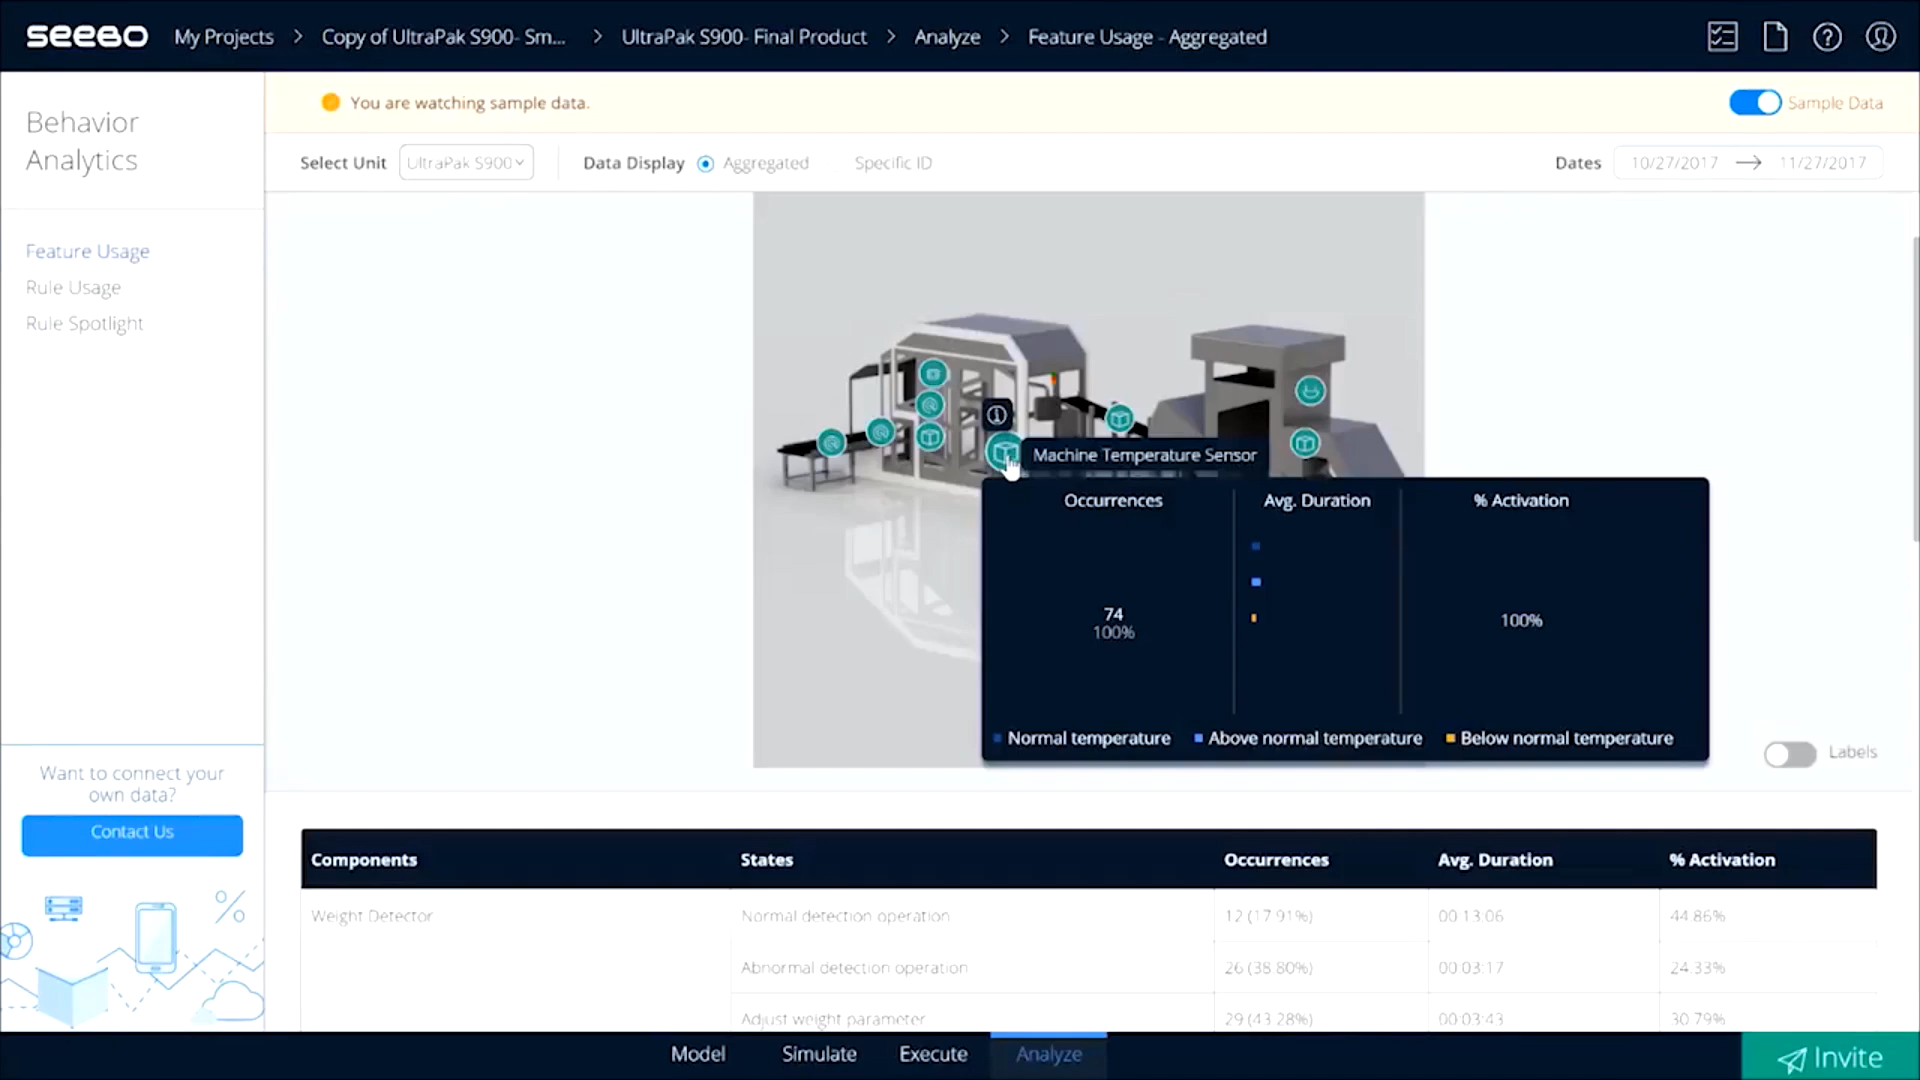 SEEBO My Projects > Copy of UltraPak S900- Sm... > UltraPak S900- Final Product > Analyze > Feature Usage - Aggregated
Behavior
Analytics
Feature Usage
Rule Usage
Rule Spotlight
Want to connect your
own data?
Contact Us
You are watching sample data.
Sample Data
Select Unit UltraPak S900 Data Display Aggregated Specific ID Dates 10/27/2017 → 11/27/2017
Machine Temperature Sensor
Occurrences Avg. Duration % Activation
74
100%
100%
Normal temperature Above normal temperature Below normal temperature
Labels
Components States Occurrences Avg. Duration % Activation
Weight Detector Normal detection operation 12 (17.91%) 00:13:06 44.86%
Abnormal detection operation 26 (38.80%) 00:03:17 24.33%
Adjust weight parameter 29 (43.28%) 00:03:43 30.79%
Model Simulate Execute Analyze
Invite